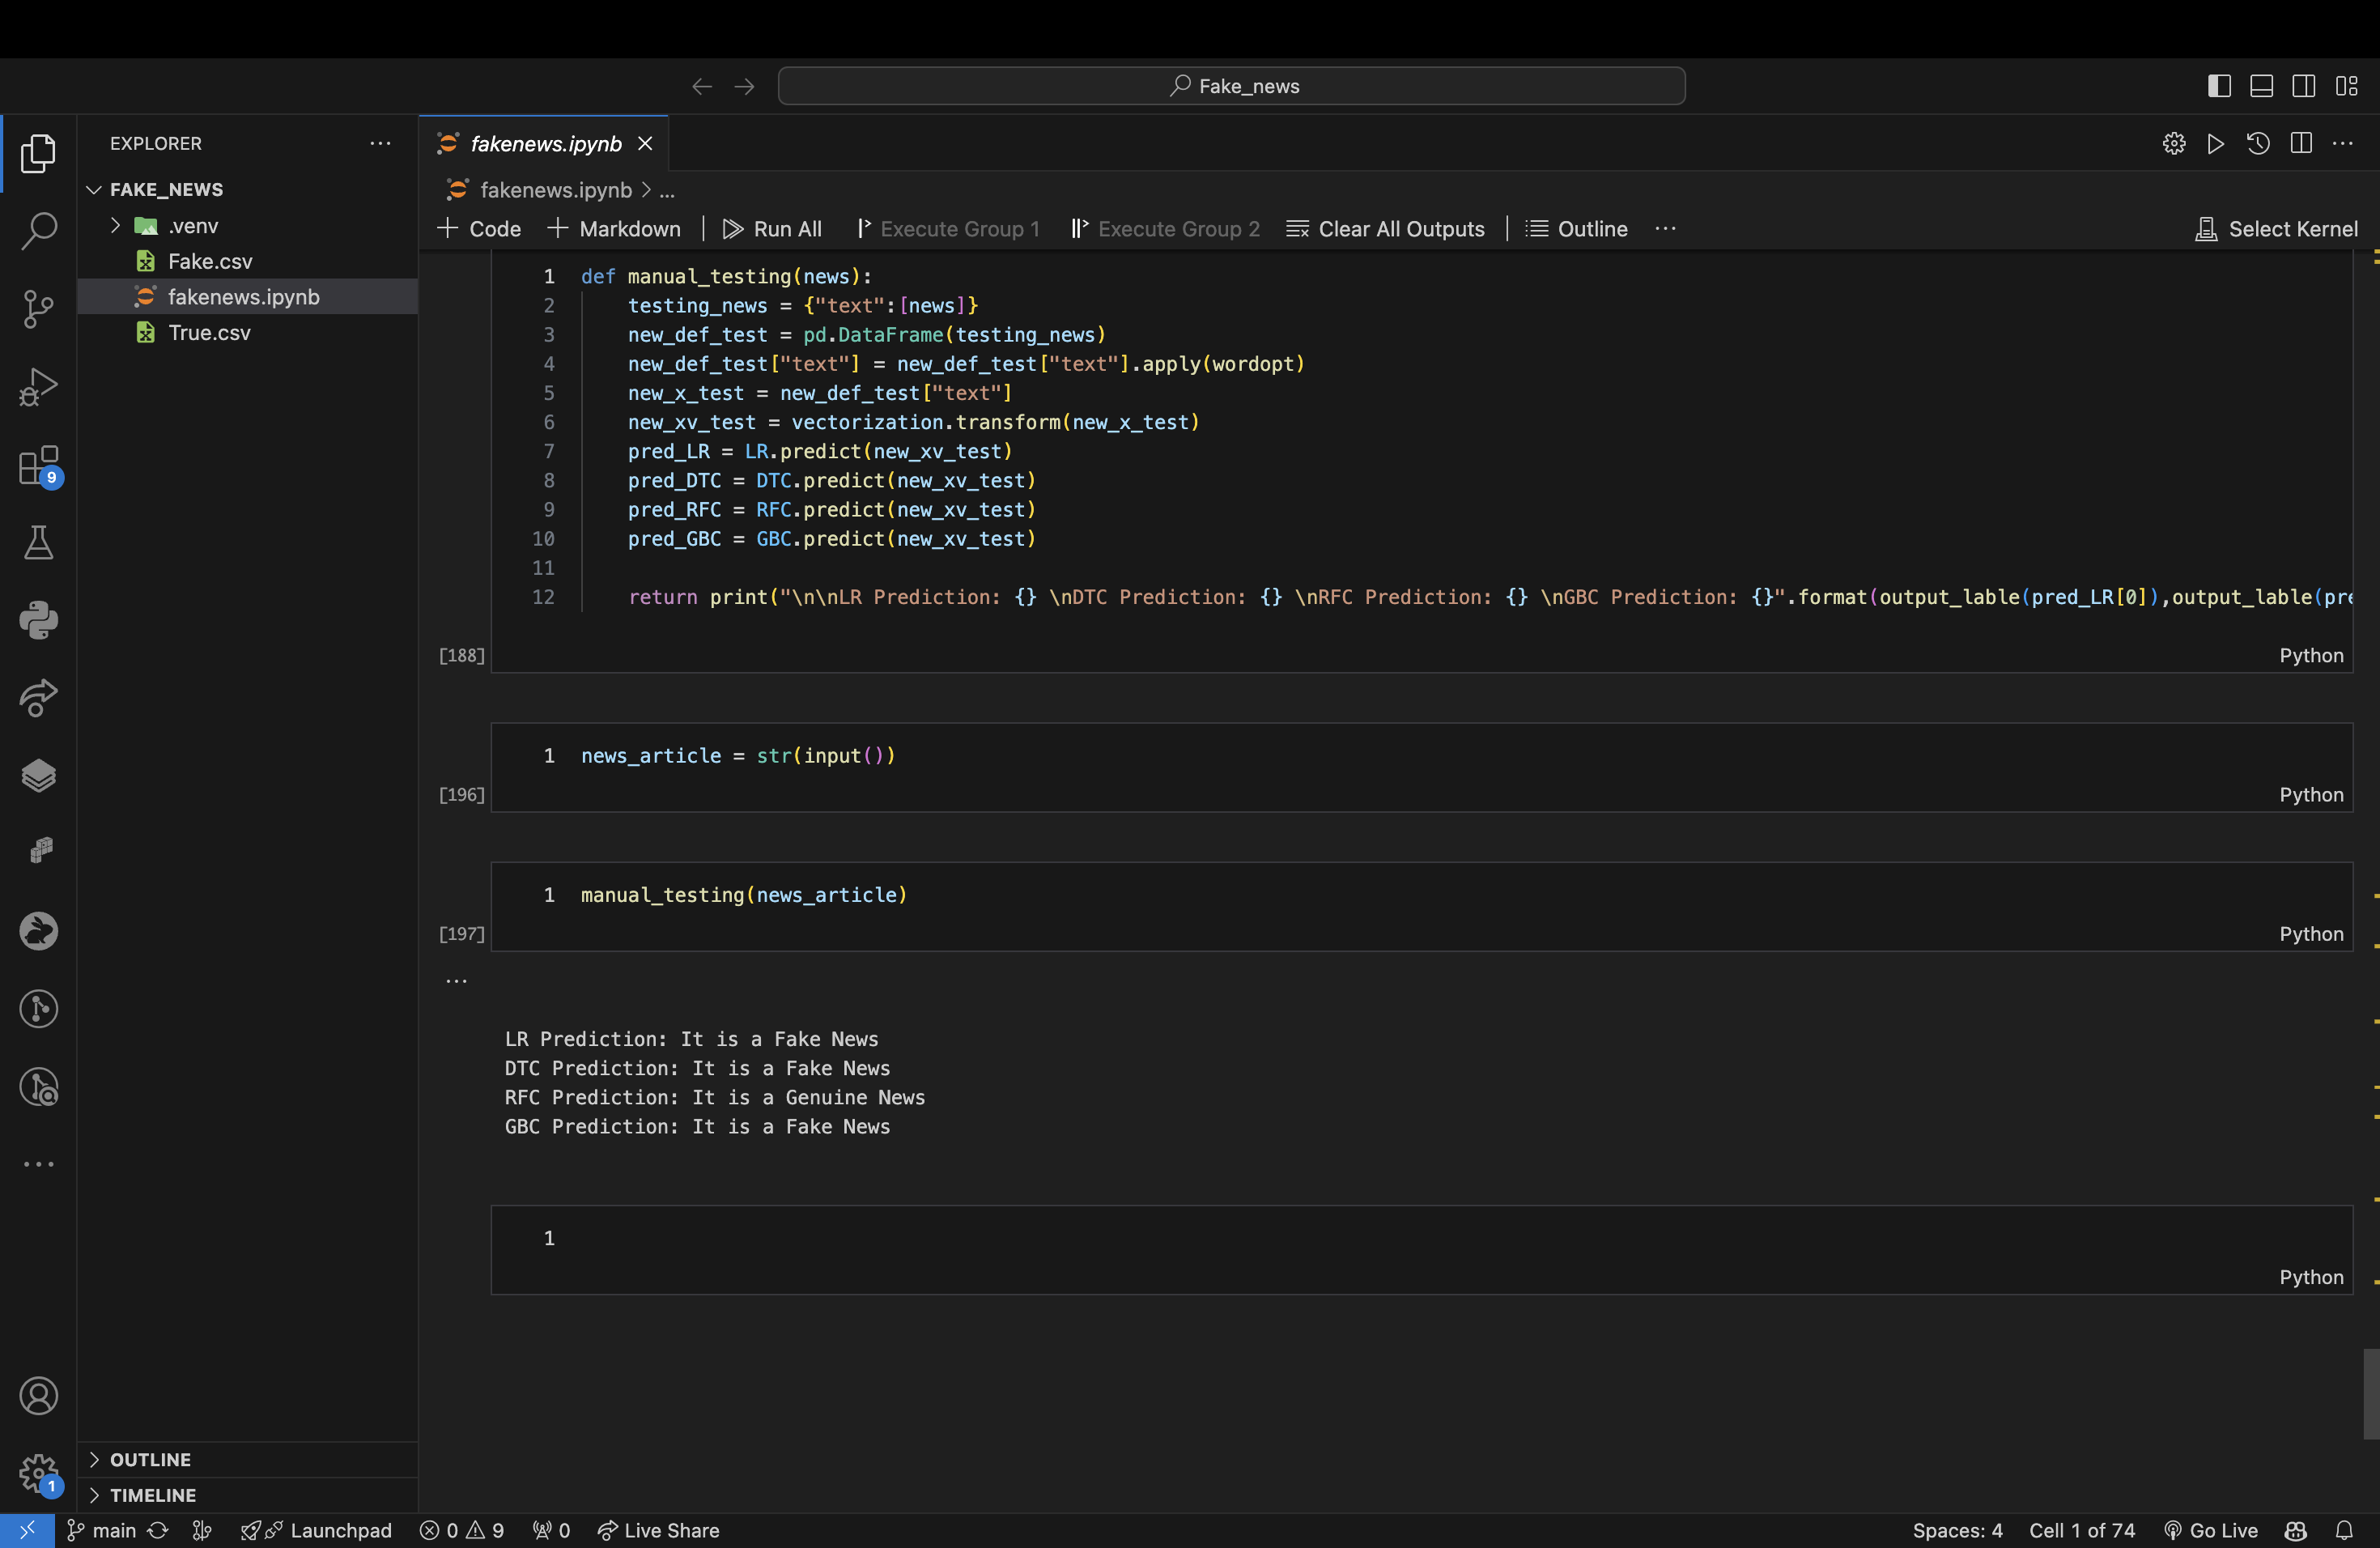 Fake_news
EXPLORER
FAKE_NEWS
.venv
Fake.csv
fakenews.ipynb
True.csv
OUTLINE
TIMELINE
9
1
fakenews.ipynb
fakenews.ipynb > ...
Code Markdown Run All Execute Group 1 Execute Group 2 Clear All Outputs Outline ... Select Kernel
1 def manual_testing(news):
2 testing_news = {"text":[news]}
3 new_def_test = pd.DataFrame(testing_news)
4 new_def_test["text"] = new_def_test["text"].apply(wordopt)
5 new_x_test = new_def_test["text"]
6 new_xv_test = vectorization.transform(new_x_test)
7 pred_LR = LR.predict(new_xv_test)
8 pred_DTC = DTC.predict(new_xv_test)
9 pred_RFC = RFC.predict(new_xv_test)
10 pred_GBC = GBC.predict(new_xv_test)
11
12 return print("\n\nLR Prediction: {} \nDTC Prediction: {} \nRFC Prediction: {} \nGBC Prediction: {}".format(output_lable(pred_LR[0]),output_lable(pre
[188] Python
1 news_article = str(input())
[196] Python
1 manual_testing(news_article)
[197] Python
...
LR Prediction: It is a Fake News
DTC Prediction: It is a Fake News
RFC Prediction: It is a Genuine News
GBC Prediction: It is a Fake News
1
Python
main Launchpad 0 9 0 Live Share Spaces: 4 Cell 1 of 74 Go Live